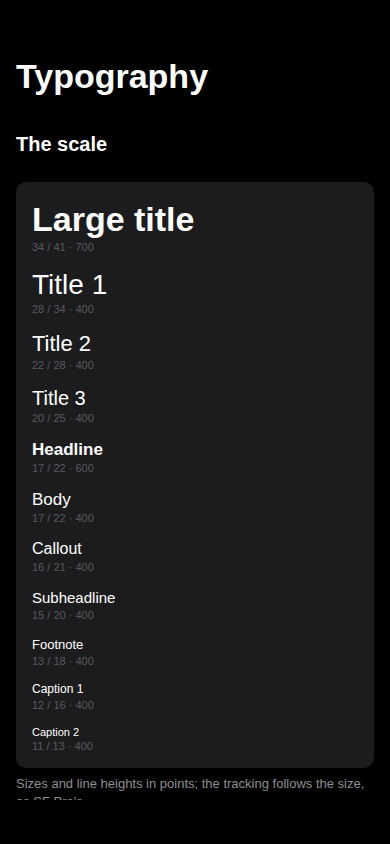 Typography
The scale
Large title
34 / 41 · 700
Title 1
28 / 34 · 400
Title 2
22 / 28 · 400
Title 3
20 / 25 · 400
Headline
17 / 22 · 600
Body
17 / 22 · 400
Callout
16 / 21 · 400
Subheadline
15 / 20 · 400
Footnote
13 / 18 · 400
Caption 1
12 / 16 · 400
Caption 2
11 / 13 · 400
Sizes and line heights in points; the tracking follows the size,